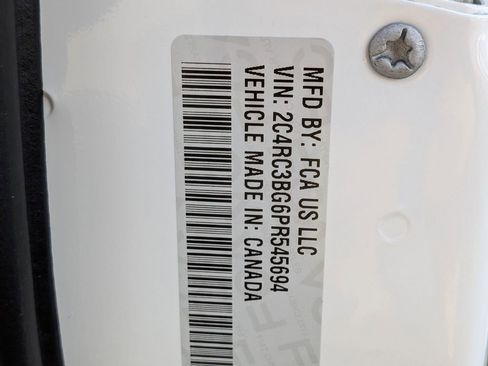 MFD BY: FCA US LLC
VIN: 2C4RC3BG6PR545694
VEHICLE MADE IN: CANADA